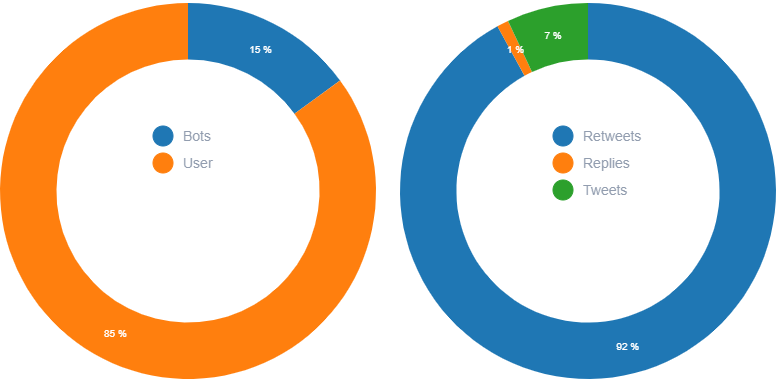 15 %
Bots
User
85 %
7 %
1 %
Retweets
Replies
Tweets
92 %